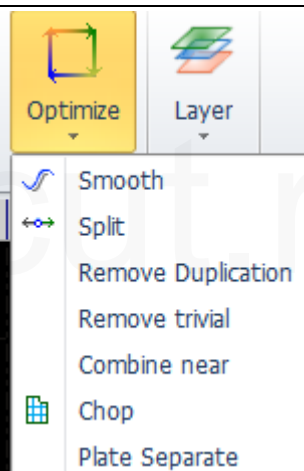 Optimize Layer
Smooth
Split
Remove Duplication
Remove trivial
Combine near
Chop
Plate Separate